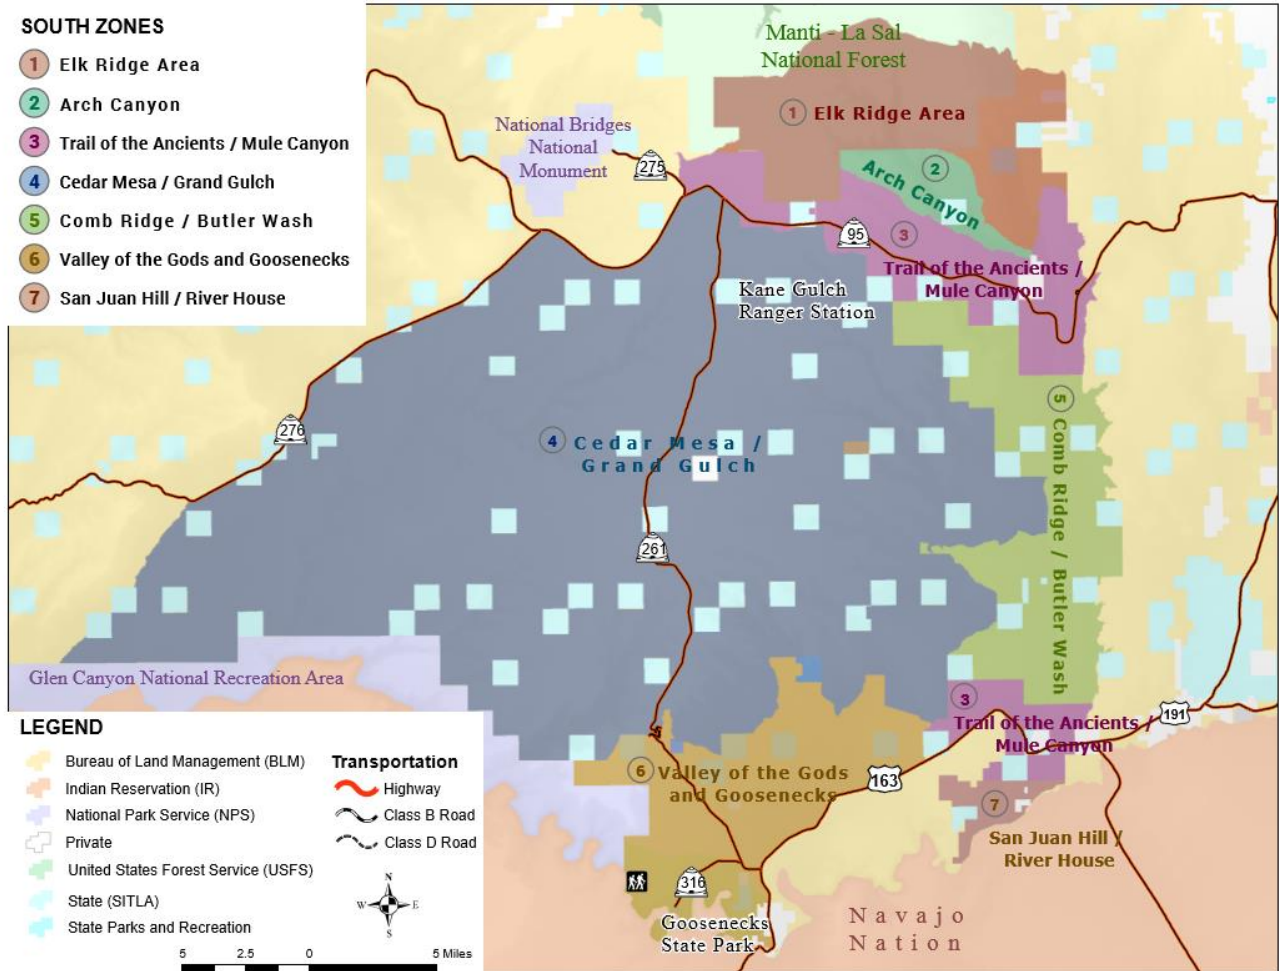 SOUTH ZONES
1 Elk Ridge Area
2 Arch Canyon
3 Trail of the Ancients / Mule Canyon
4 Cedar Mesa / Grand Gulch
5 Comb Ridge / Butler Wash
6 Valley of the Gods and Goosenecks
7 San Juan Hill / River House
Manti - La Sal
National Forest
1 Elk Ridge Area
National Bridges
National
Monument
275
2
Arch Canyon
95
3
Trail of the Ancients /
Mule Canyon
Kane Gulch
Ranger Station
276
4 Cedar Mesa /
Grand Gulch
5 Comb Ridge / Butler Wash
261
Glen Canyon National Recreation Area
3
Trail of the Ancients /
Mule Canyon
191
6 Valley of the Gods
and Goosenecks
163
7
San Juan Hill /
River House
316
Goosenecks
State Park
Navajo
Nation
LEGEND
Bureau of Land Management (BLM)
Indian Reservation (IR)
National Park Service (NPS)
Private
United States Forest Service (USFS)
State (SITLA)
State Parks and Recreation
Transportation
Highway
Class B Road
Class D Road
N
W E
S
5 2.5 0 5 Miles